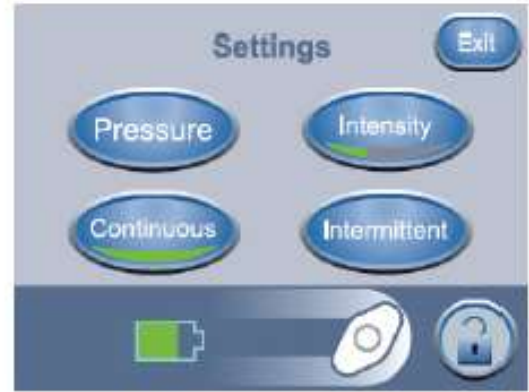 Settings
Exit
Pressure
Intensity
Continuous
Intermittent